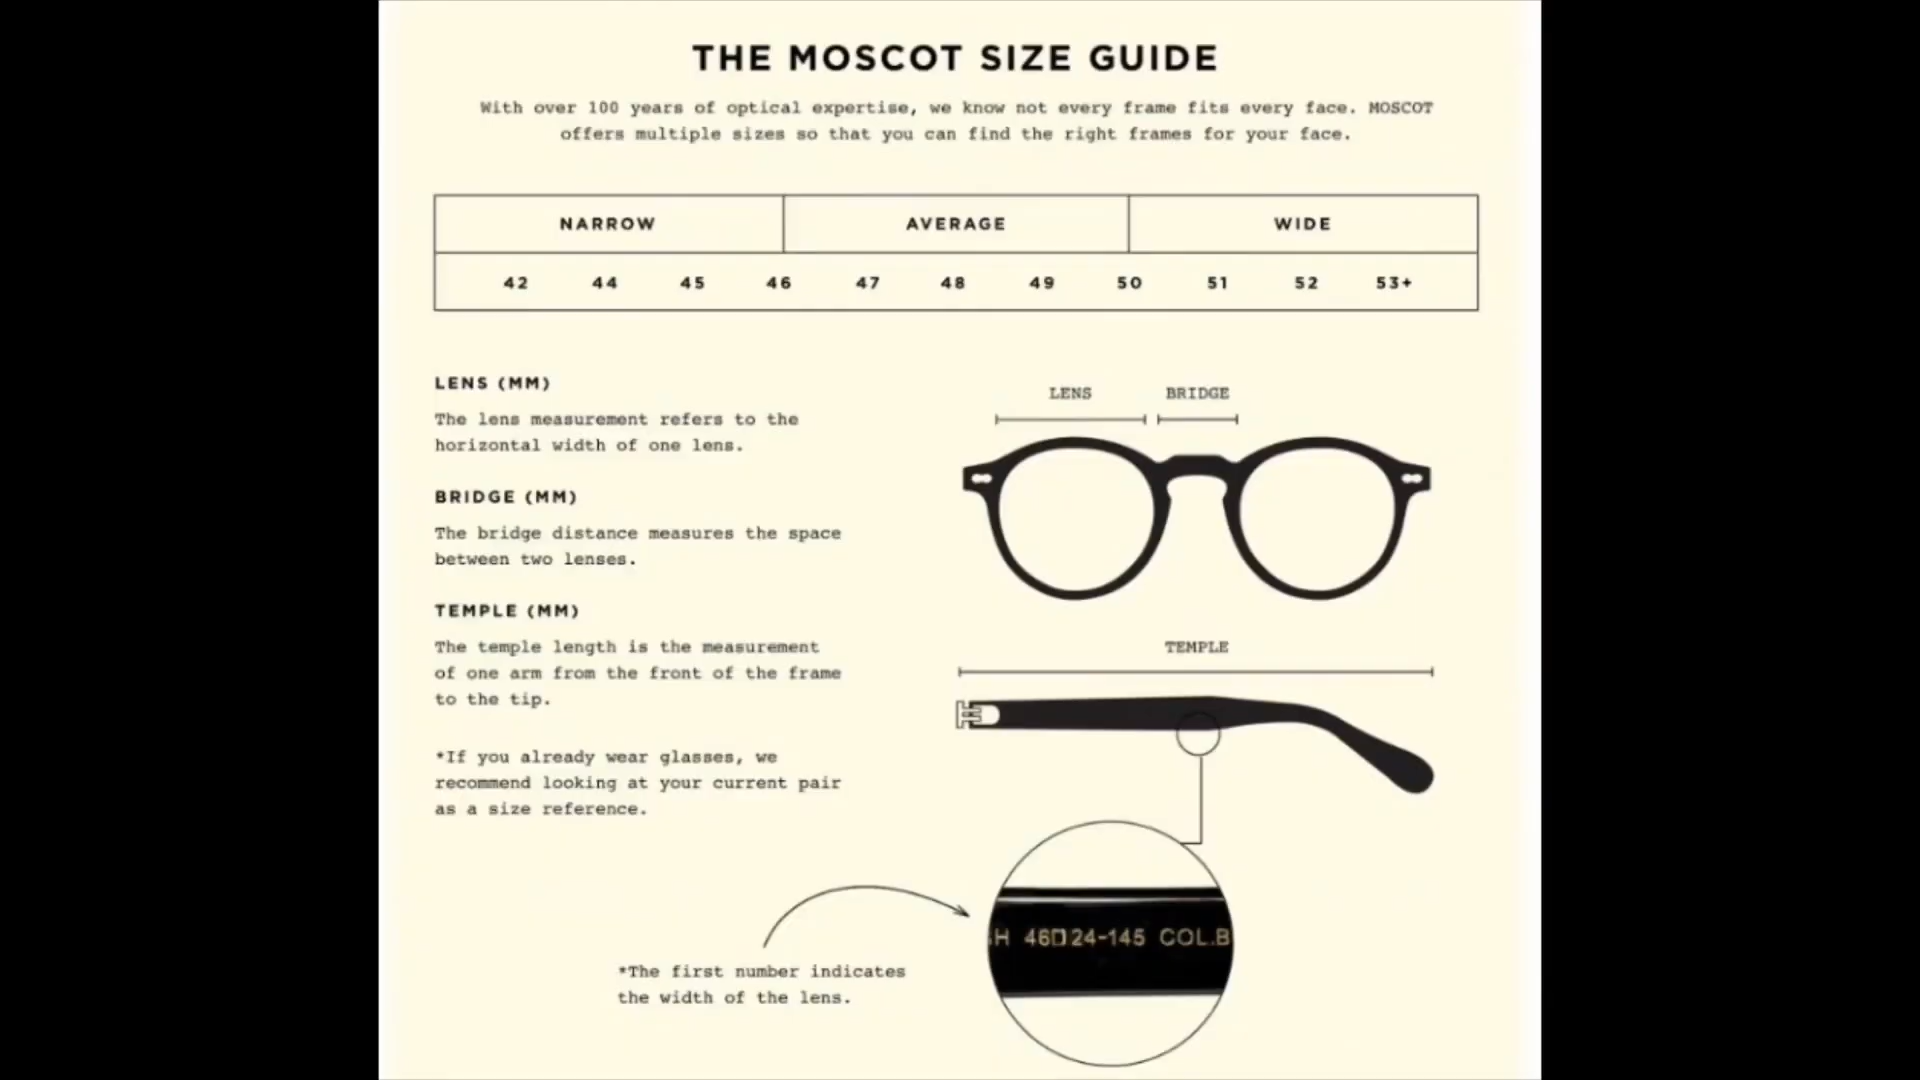 THE MOSCOT SIZE GUIDE
With over 100 years of optical expertise, we know not every frame fits every face. MOSCOT
offers multiple sizes so that you can find the right frames for your face.
NARROW AVERAGE WIDE
42 44 45 46 47 48 49 50 51 52 53+
LENS (MM)
The lens measurement refers to the
horizontal width of one lens.
BRIDGE (MM)
The bridge distance measures the space
between two lenses.
TEMPLE (MM)
The temple length is the measurement
of one arm from the front of the frame
to the tip.
*If you already wear glasses, we
recommend looking at your current pair
as a size reference.
LENS BRIDGE
TEMPLE
H 46□24-145 COL.B
*The first number indicates
the width of the lens.